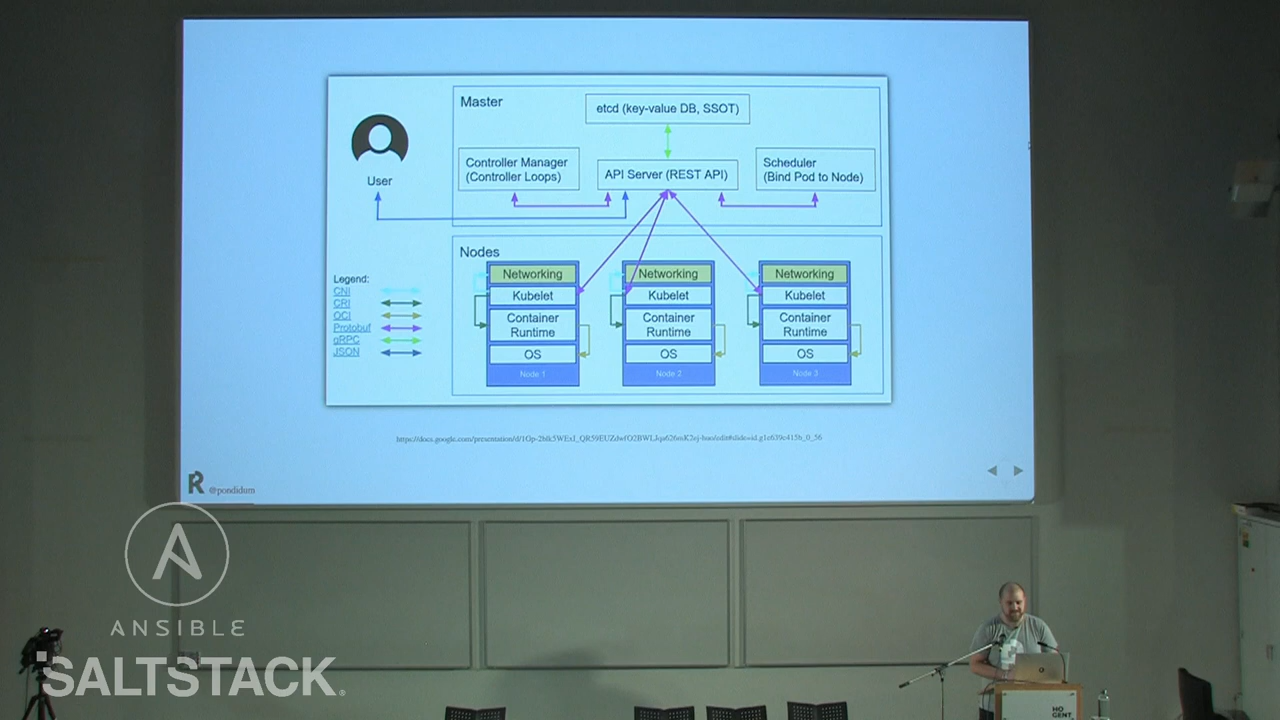 Master
etcd (key-value DB, SSOT)
Controller Manager
(Controller Loops)
API Server (REST API)
Scheduler
(Bind Pod to Node)
User
Nodes
Networking
Kubelet
Container
Runtime
OS
Node 1
Networking
Kubelet
Container
Runtime
OS
Node 2
Networking
Kubelet
Container
Runtime
OS
Node 3
Legend:
CNI
CRI
OCI
Protobuf
gRPC
JSON
@pondidum
ANSIBLE
SALTSTACK
HO
GENT